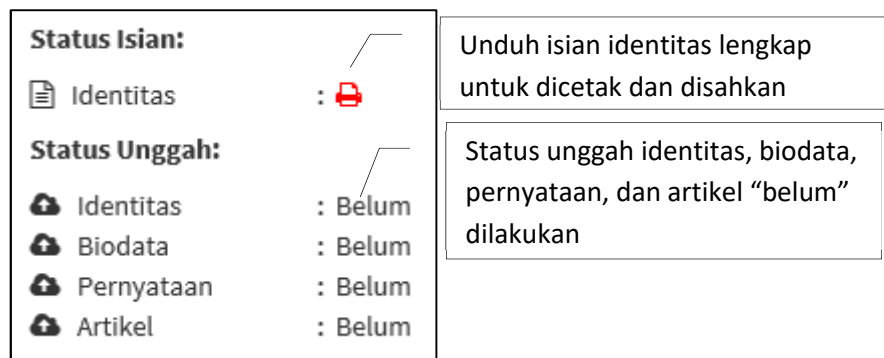 Status Isian:
Identitas :
Status Unggah:
Identitas : Belum
Biodata : Belum
Pernyataan : Belum
Artikel : Belum
Unduh isian identitas lengkap
untuk dicetak dan disahkan
Status unggah identitas, biodata,
pernyataan, dan artikel “belum”
dilakukan